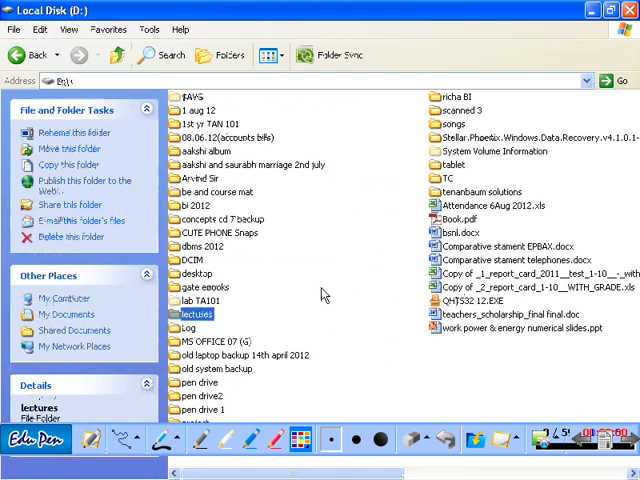 Local Disk (D:)
File Edit View Favorites Tools Help
Back Search Folders Folder Sync
Address D:\ Go
File and Folder Tasks
Rename this folder
Move this folder
Copy this folder
Publish this folder to the
Web
Share this folder
E-mail this folder's files
Delete this folder
Other Places
My Computer
My Documents
Shared Documents
My Network Places
Details
lectures
File Folder
$AVG
1 aug 12
1st yr TAN 101
08.06.12(accounts bills)
aakshi album
aakshi and saurabh marriage 2nd july
Arvind Sir
be and course mat
bi 2012
concepts cd 7 backup
CUTE PHONE Snaps
dbms 2012
DCIM
desktop
gate eBooks
lab TA101
lectures
Log
MS OFFICE 07 (G)
old laptop backup 14th april 2012
old system backup
pen drive
pen drive2
pen drive 1
richa BI
scanned 3
songs
Stellar.Phoenix.Windows.Data.Recovery.v4.1.0.1-
System Volume Information
tablet
TC
tenanbaum solutions
Attendance 6Aug 2012.xls
Book.pdf
bsnl.docx
Comparative stament EPBAX.docx
Comparative stament telephones.docx
Copy of _1_report_card_2011__test_1-10__-with
Copy of _2_report_card_1-10__WITH_GRADE.xls
QHTS32 12.EXE
teachers_scholarship_final final.doc
work power & energy numerical slides.ppt
Edu Pen